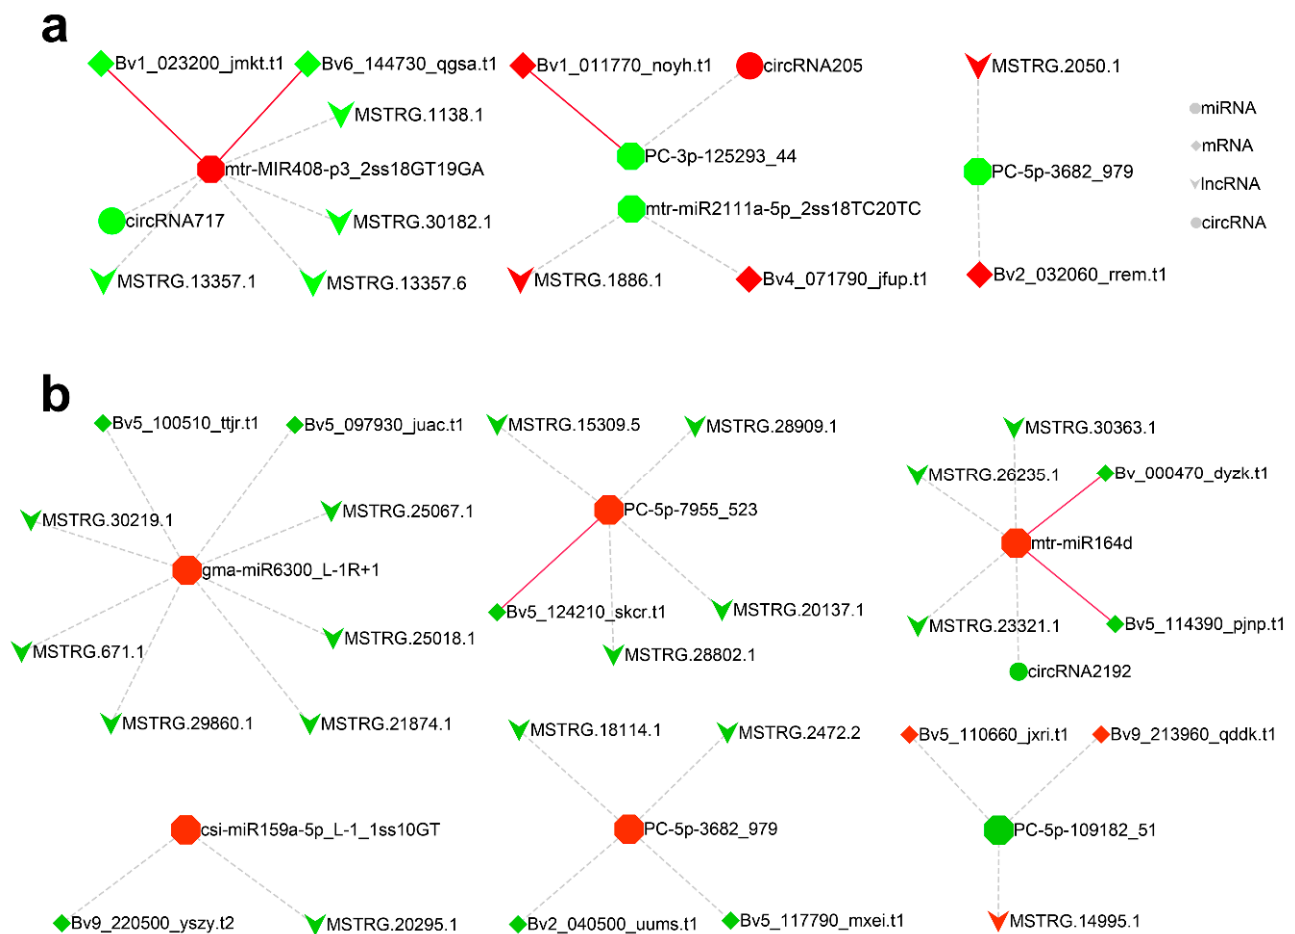 a
Bv1_023200_jmkt.t1
Bv6_144730_qgsa.t1
Bv1_011770_noyh.t1
circRNA205
MSTRG.2050.1
MSTRG.1138.1
miRNA
mRNA
mtr-MIR408-p3_2ss18GT19GA
PC-3p-125293_44
PC-5p-3682_979
lncRNA
circRNA717
MSTRG.30182.1
mtr-miR2111a-5p_2ss18TC20TC
circRNA
MSTRG.13357.1
MSTRG.13357.6
MSTRG.1886.1
Bv4_071790_jfup.t1
Bv2_032060_rrem.t1
b
Bv5_100510_ttjr.t1
Bv5_097930_juac.t1
MSTRG.15309.5
MSTRG.28909.1
MSTRG.30363.1
MSTRG.26235.1
Bv_000470_dyzk.t1
MSTRG.30219.1
MSTRG.25067.1
PC-5p-7955_523
mtr-miR164d
gma-miR6300_L-1R+1
Bv5_124210_skcr.t1
MSTRG.20137.1
MSTRG.23321.1
Bv5_114390_pjnp.t1
MSTRG.671.1
MSTRG.25018.1
MSTRG.28802.1
circRNA2192
MSTRG.29860.1
MSTRG.21874.1
MSTRG.18114.1
MSTRG.2472.2
Bv5_110660_jxri.t1
Bv9_213960_qddk.t1
csi-miR159a-5p_L-1_1ss10GT
PC-5p-3682_979
PC-5p-109182_51
Bv9_220500_yszy.t2
MSTRG.20295.1
Bv2_040500_uums.t1
Bv5_117790_mxei.t1
MSTRG.14995.1